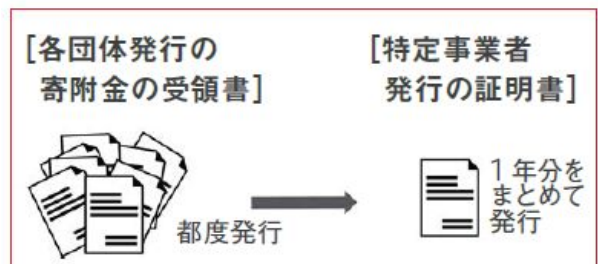 [各団体発行の
寄附金の受領書]
[特定事業者
発行の証明書]
都度発行
1年分を
まとめて
発行